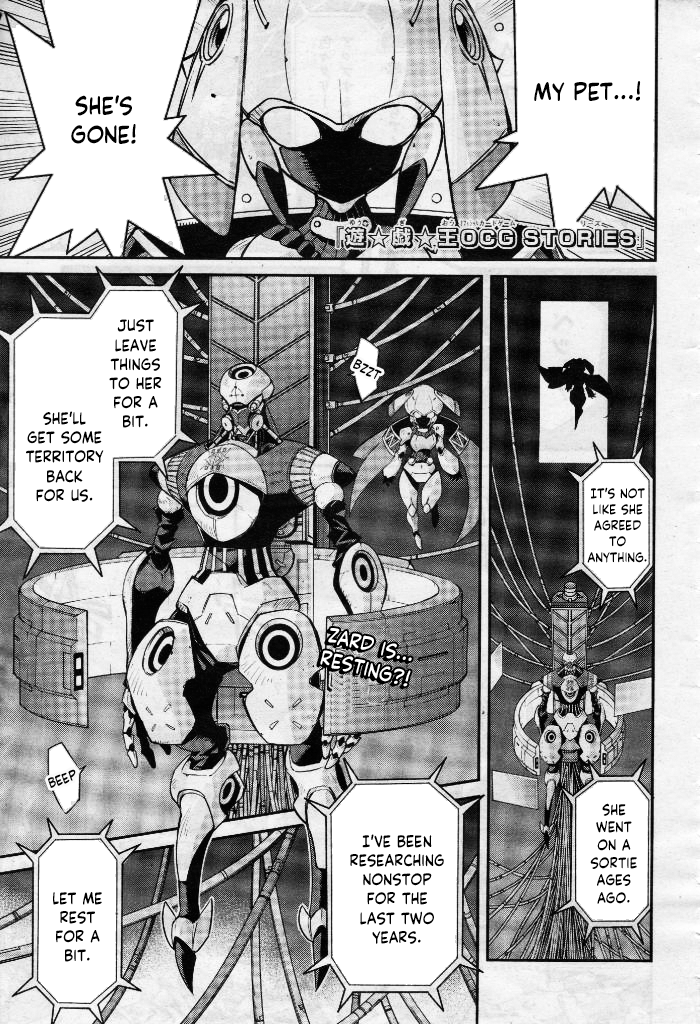 MY PET...!
SHE'S
GONE!
『遊☆戯☆王OCG STORIES』
IT'S NOT
LIKE SHE
AGREED
TO
ANYTHING.
SHE
WENT
ON A
SORTIE
AGES
AGO.
BZZT
JUST
LEAVE
THINGS
TO HER
FOR A
BIT.
SHE'LL
GET SOME
TERRITORY
BACK
FOR US.
ZARD IS...
RESTING?!
I'VE BEEN
RESEARCHING
NONSTOP
FOR THE
LAST TWO
YEARS.
BEEP
LET ME
REST
FOR A
BIT.